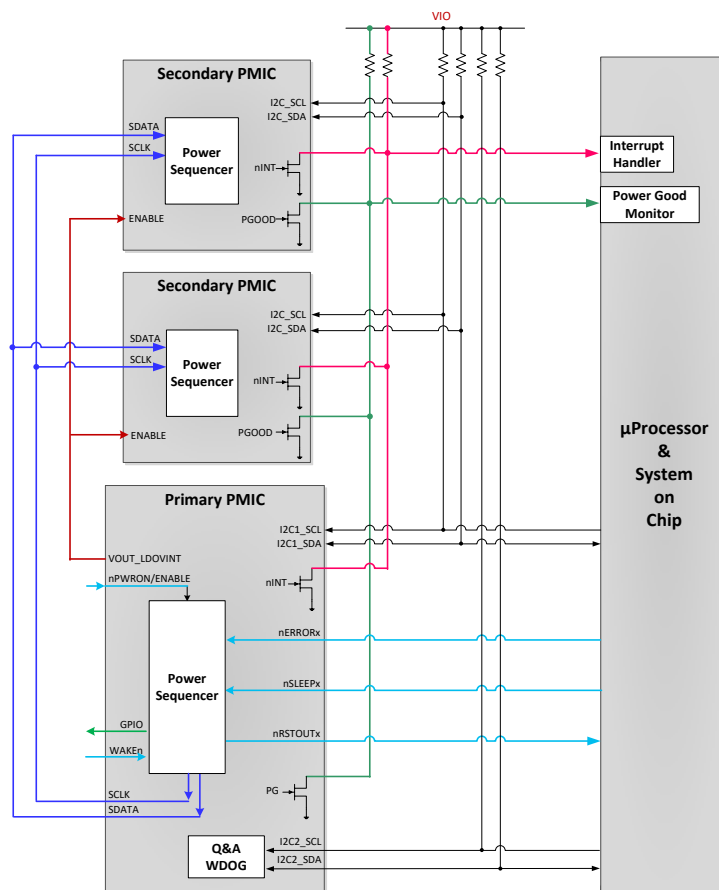 VIO
Secondary PMIC
I2C_SCL
I2C_SDA
SDATA
SCLK
Power
Sequencer
nINT
Interrupt
Handler
ENABLE
PGOOD
Power Good
Monitor
Secondary PMIC
I2C_SCL
I2C_SDA
SDATA
SCLK
Power
Sequencer
nINT
PGOOD
ENABLE
µProcessor
&
System
on
Chip
Primary PMIC
I2C1_SCL
I2C1_SDA
VOUT_LDOVINT
nPWRON/ENABLE
nINT
nERRORx
Power
Sequencer
nSLEEPx
GPIO
nRSTOUTx
WAKEn
SCLK
SDATA
PG
Q&A
WDOG
I2C2_SCL
I2C2_SDA